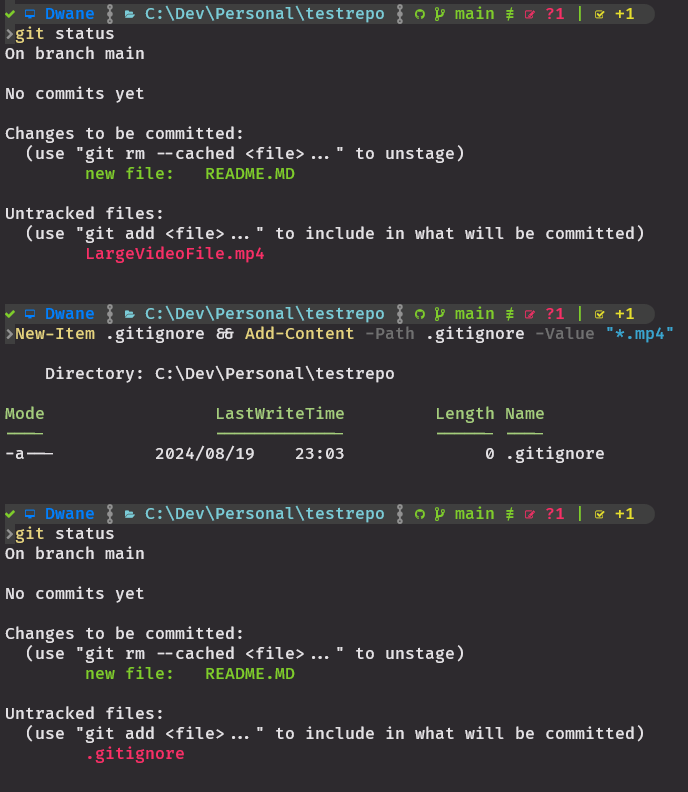 Dwane C:\Dev\Personal\testrepo main ≢ ?1 | +1
>git status
On branch main
No commits yet
Changes to be committed:
(use "git rm --cached <file>..." to unstage)
new file: README.MD
Untracked files:
(use "git add <file>..." to include in what will be committed)
LargeVideoFile.mp4
Dwane C:\Dev\Personal\testrepo main ≢ ?1 | +1
>New-Item .gitignore && Add-Content -Path .gitignore -Value "*.mp4"
Directory: C:\Dev\Personal\testrepo
Mode LastWriteTime Length Name
---- ------------- ------ ----
-a--- 2024/08/19 23:03 0 .gitignore
Dwane C:\Dev\Personal\testrepo main ≢ ?1 | +1
>git status
On branch main
No commits yet
Changes to be committed:
(use "git rm --cached <file>..." to unstage)
new file: README.MD
Untracked files:
(use "git add <file>..." to include in what will be committed)
.gitignore